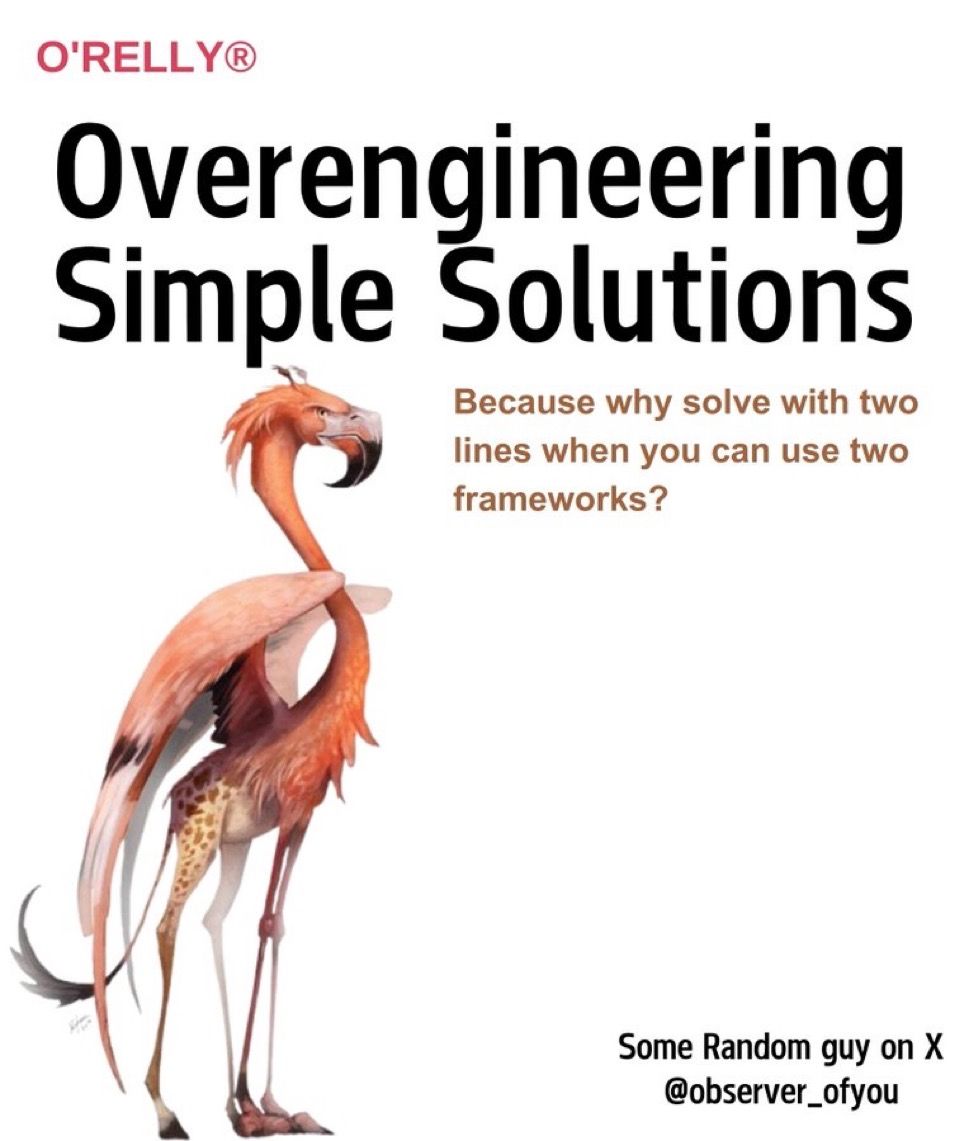 O'RELLY®
Overengineering
Simple Solutions
Because why solve with two
lines when you can use two
frameworks?
Some Random guy on X
@observer_ofyou